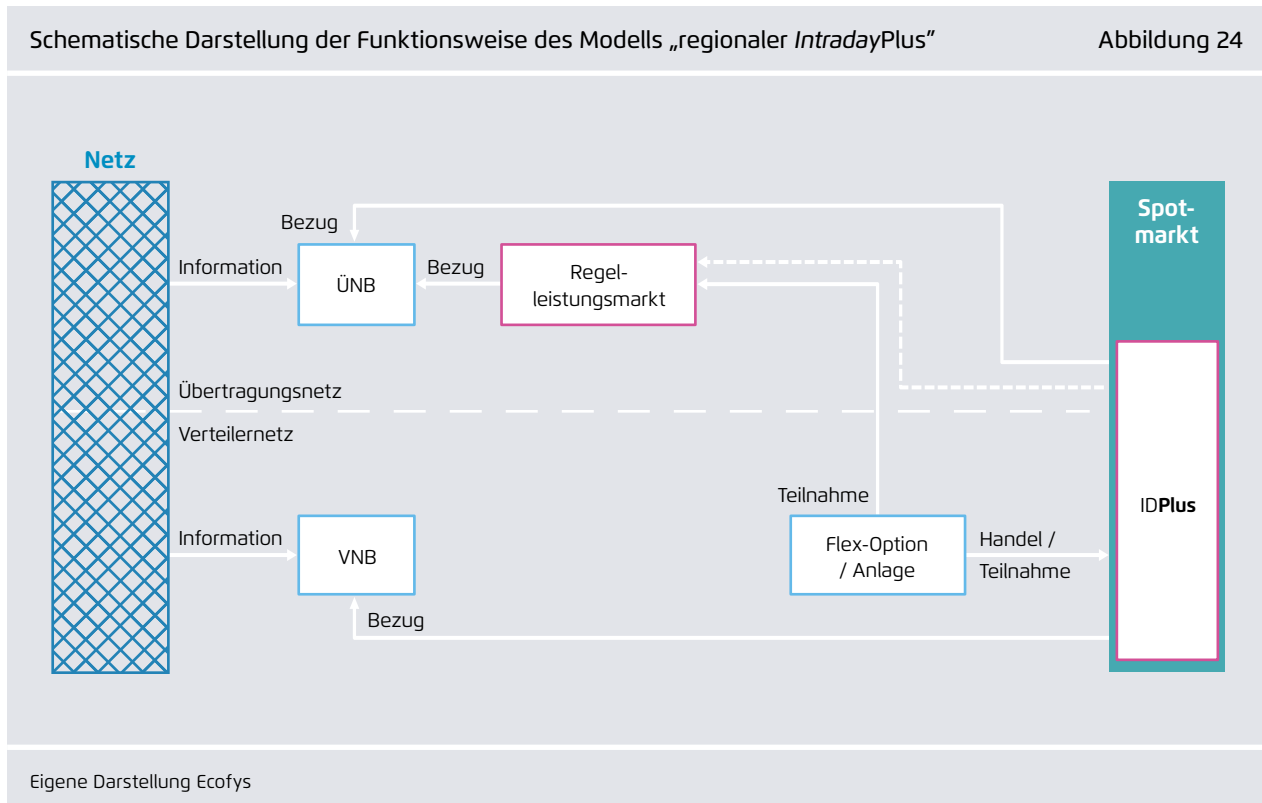 Schematische Darstellung der Funktionsweise des Modells „regionaler IntradayPlus“
Abbildung 24
Netz
Spot-
markt
Bezug
Information
ÜNB
Bezug
Regel-
leistungsmarkt
Übertragungsnetz
Verteilernetz
Teilnahme
IDPlus
Information
VNB
Flex-Option
/ Anlage
Handel /
Teilnahme
Bezug
Eigene Darstellung Ecofys